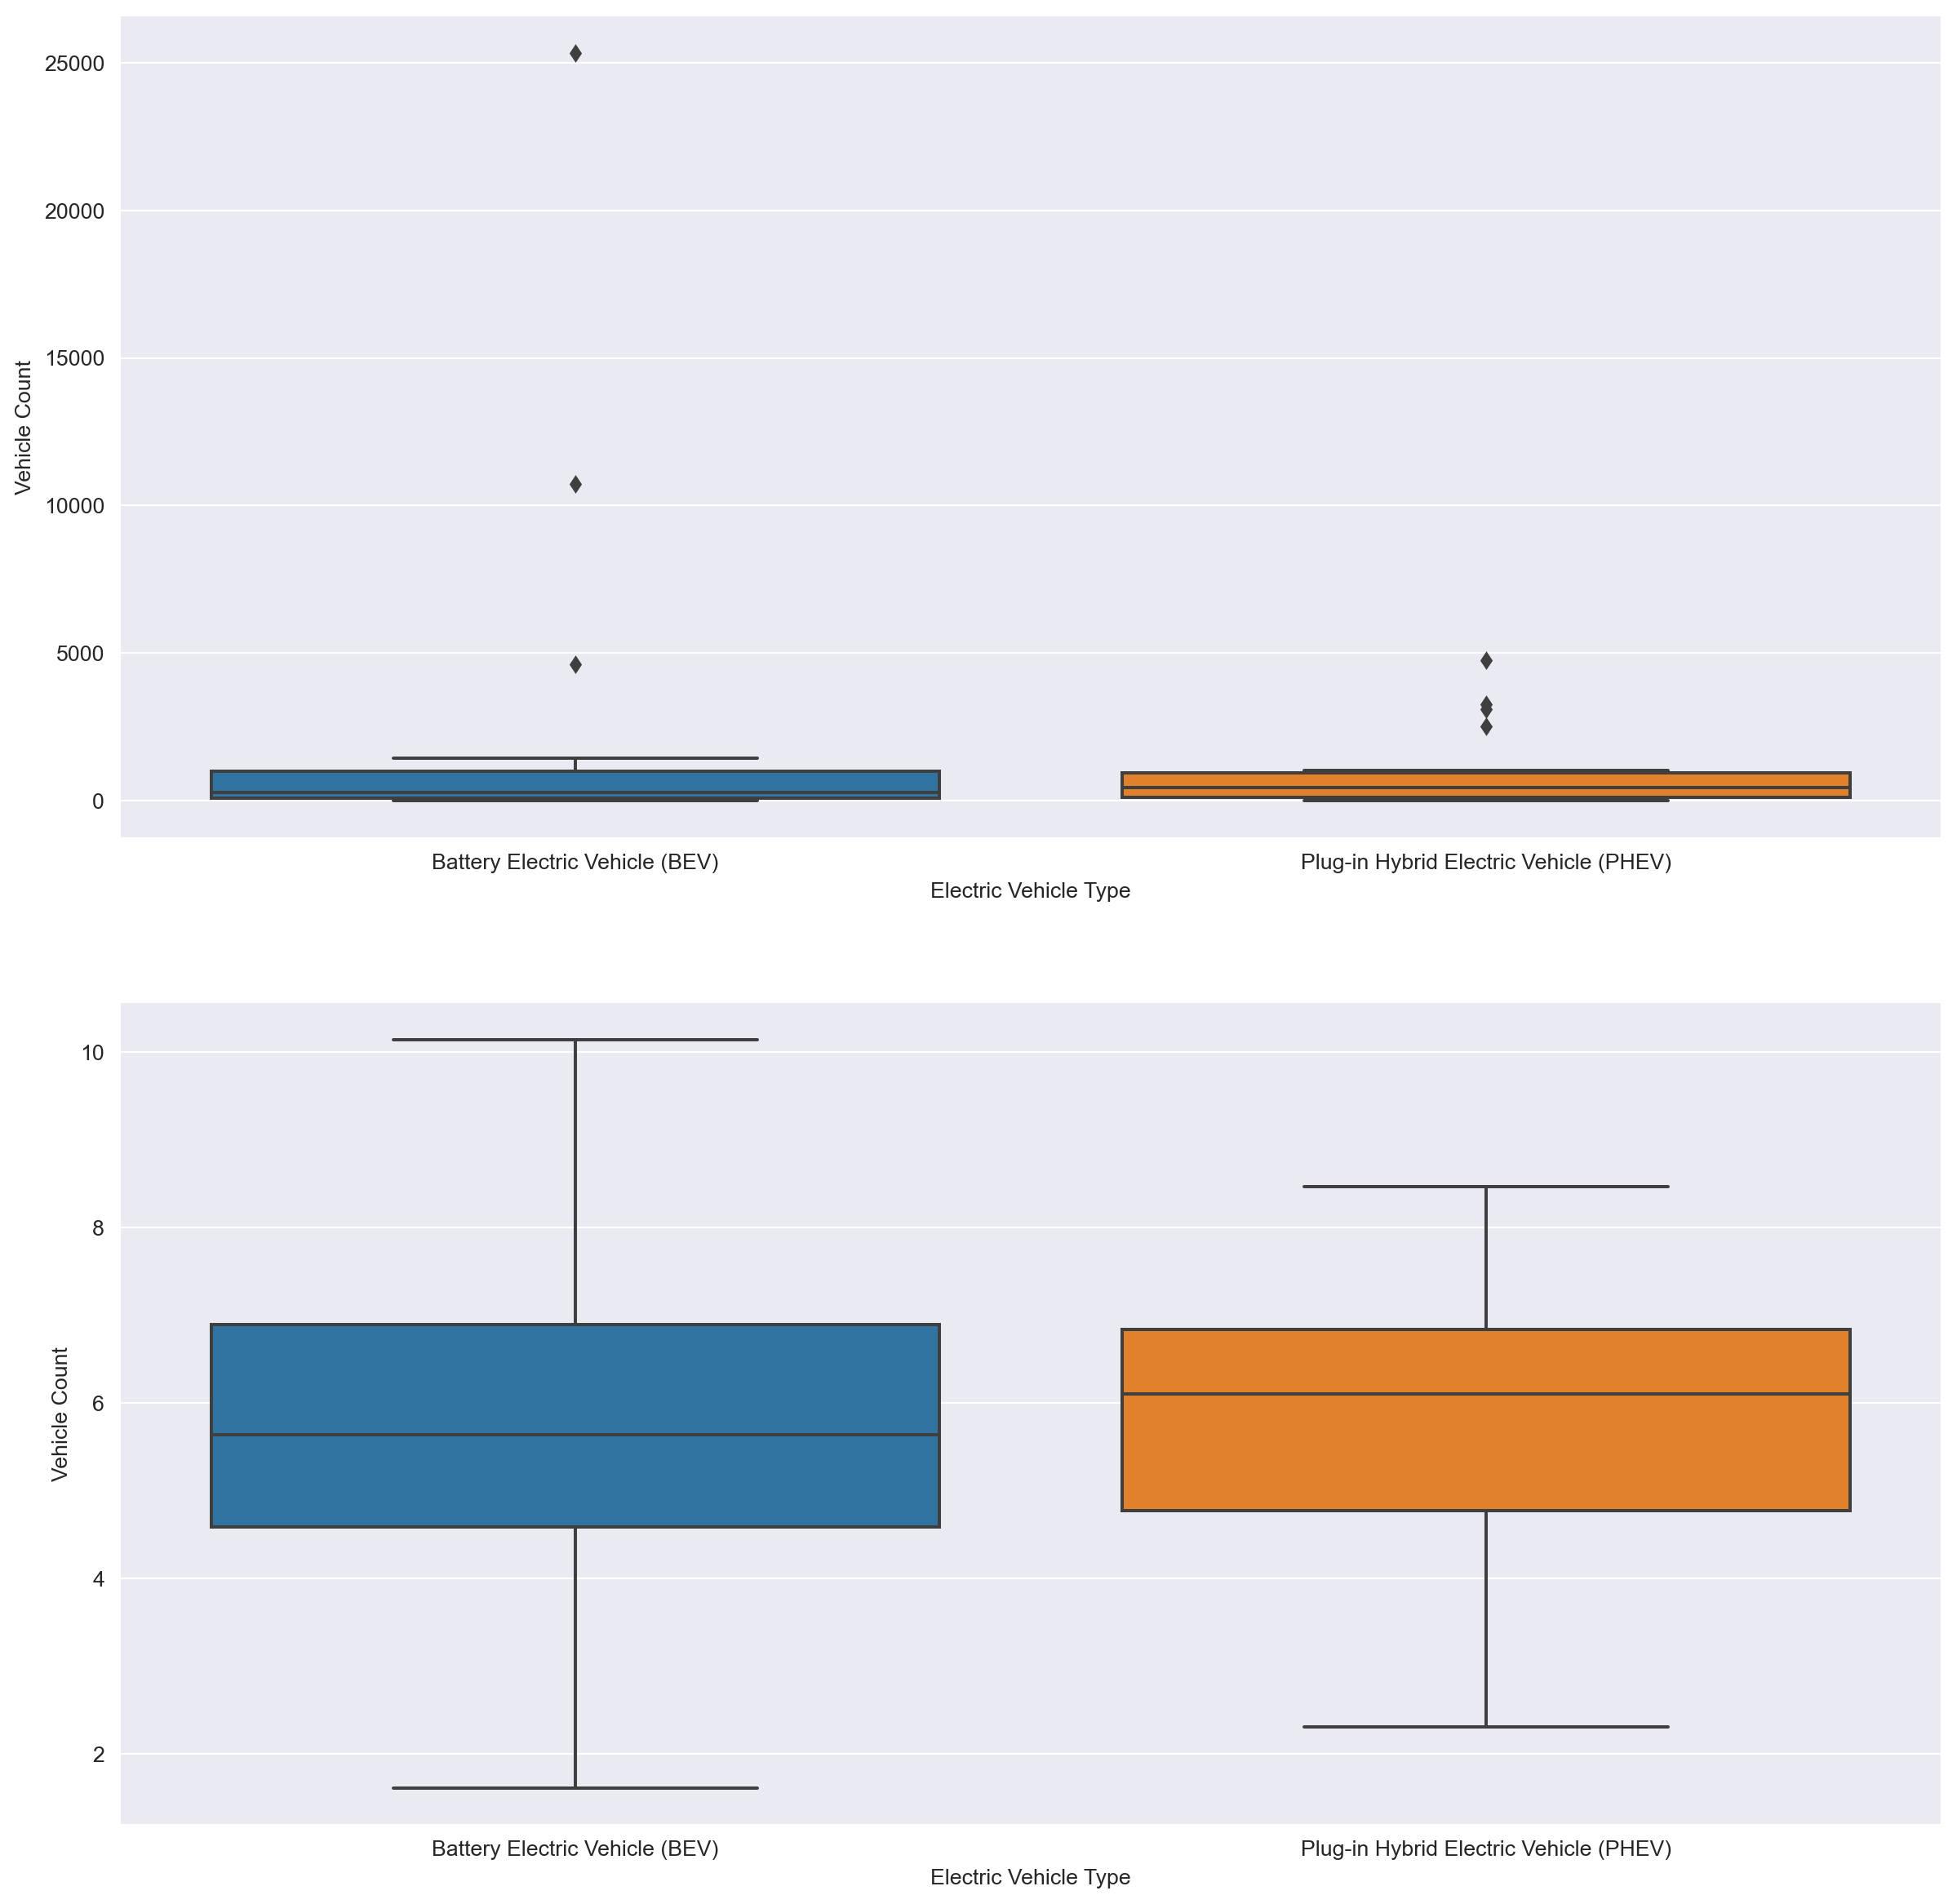 25000
20000
15000
10000
5000
0
Vehicle Count
Battery Electric Vehicle (BEV)
Plug-in Hybrid Electric Vehicle (PHEV)
Electric Vehicle Type
10
8
6
4
2
Vehicle Count
Battery Electric Vehicle (BEV)
Plug-in Hybrid Electric Vehicle (PHEV)
Electric Vehicle Type